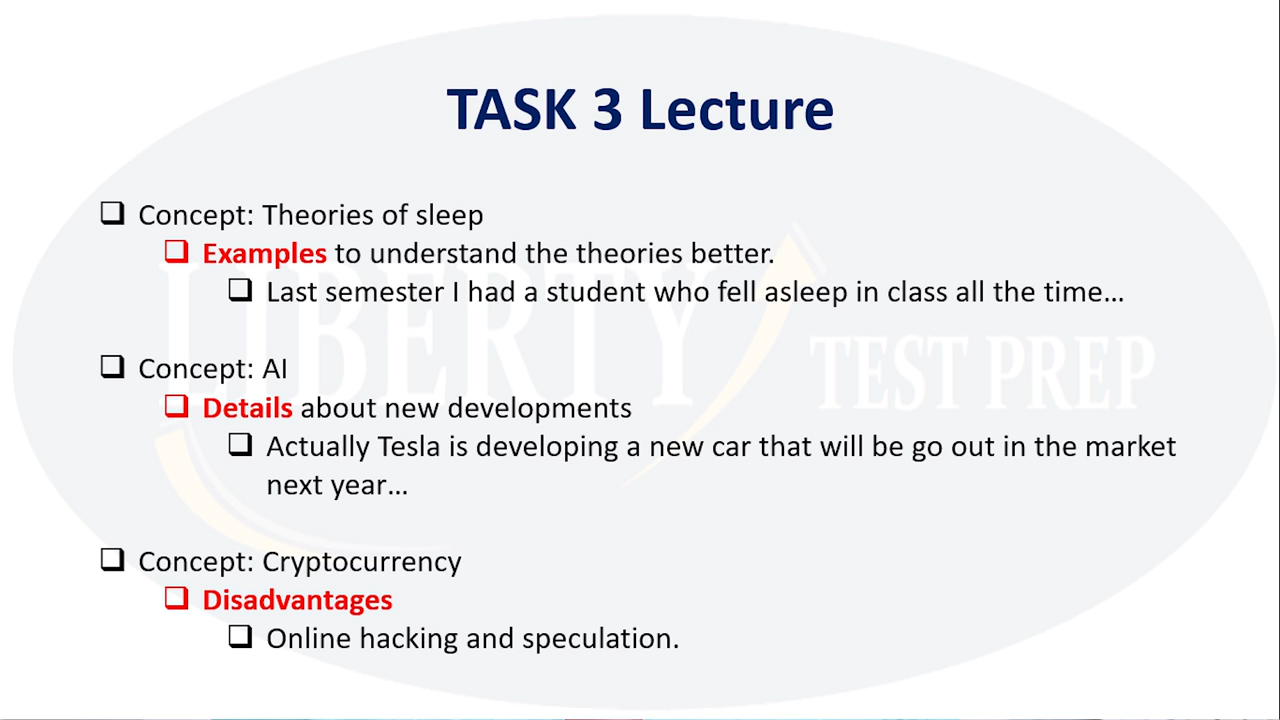 TASK 3 Lecture
Concept: Theories of sleep
Examples to understand the theories better.
Last semester I had a student who fell asleep in class all the time...
Concept: AI
Details about new developments
Actually Tesla is developing a new car that will be go out in the market
next year...
Concept: Cryptocurrency
Disadvantages
Online hacking and speculation.
LIBERTY
TEST PREP